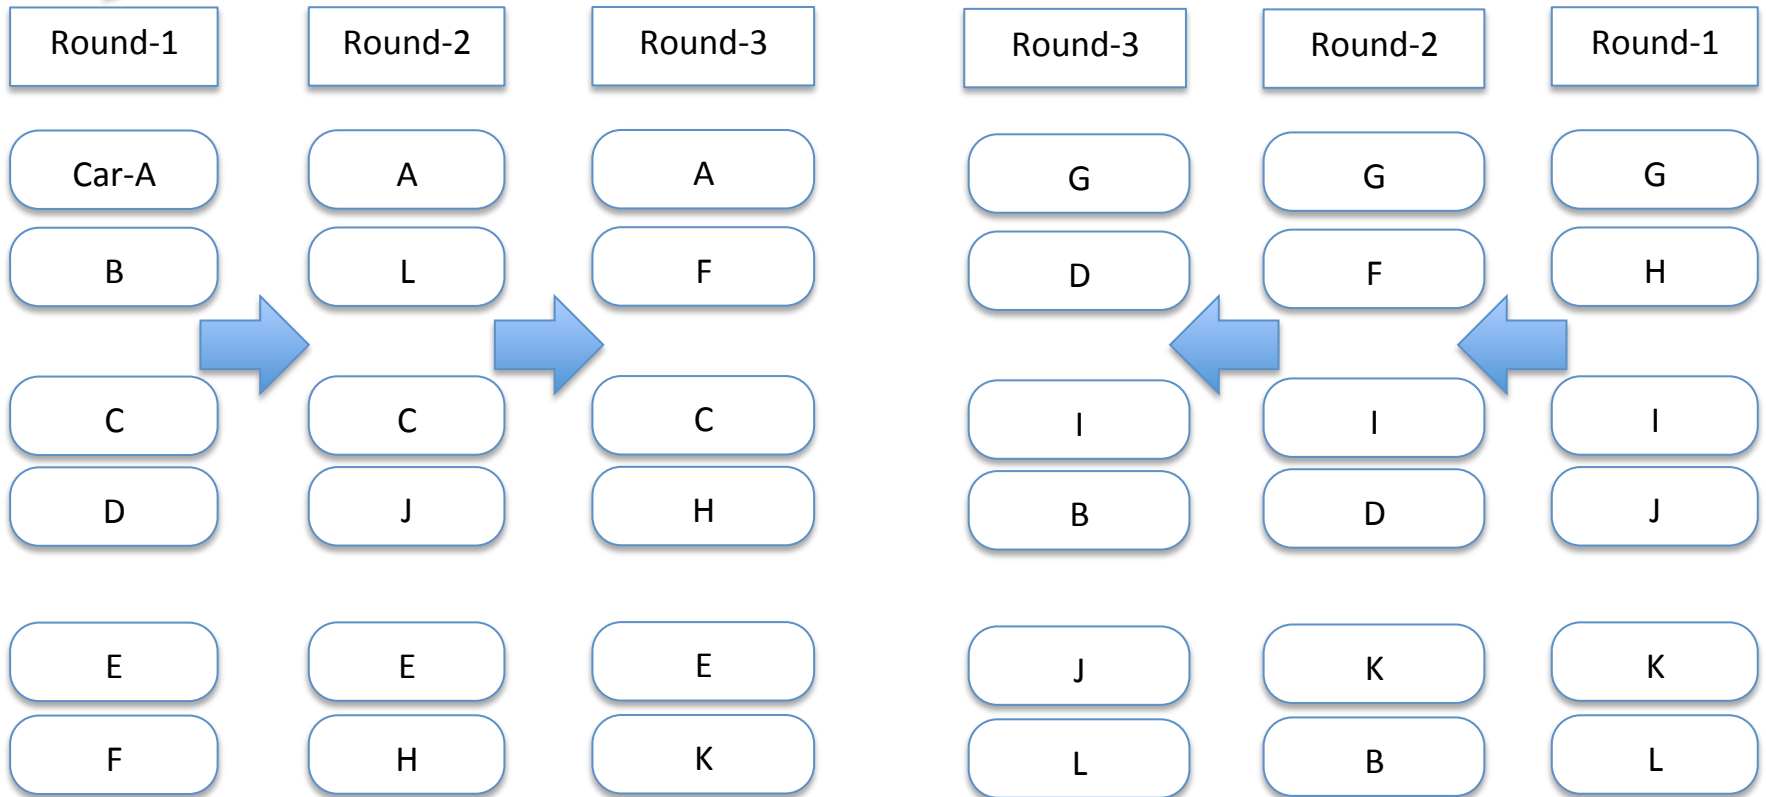 Round-1 Round-2 Round-3 Round-3 Round-2 Round-1
Car-A A A G G G
B L F D F H
C C C I I I
D J H B D J
E E E J K K
F H K L B L